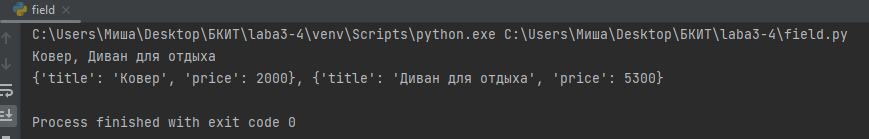 field
C:\Users\Миша\Desktop\БКИТ\laba3-4\venv\Scripts\python.exe C:\Users\Миша\Desktop\БКИТ\laba3-4\field.py
Ковер, Диван для отдыха
{'title': 'Ковер', 'price': 2000}, {'title': 'Диван для отдыха', 'price': 5300}
Process finished with exit code 0